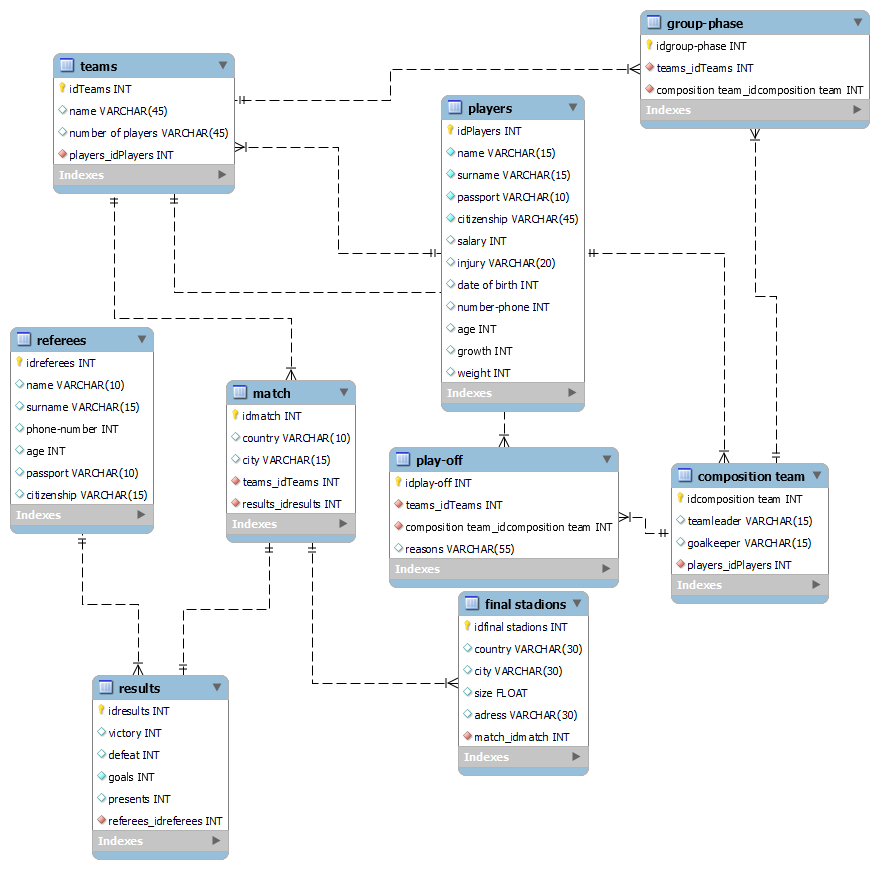 group-phase
idgroup-phase INT
teams_idTeams INT
composition team_idcomposition team INT
Indexes
teams
idTeams INT
name VARCHAR(45)
number of players VARCHAR(45)
players_idPlayers INT
Indexes
players
idPlayers INT
name VARCHAR(15)
surname VARCHAR(15)
passport VARCHAR(10)
citizenship VARCHAR(45)
salary INT
injury VARCHAR(20)
date of birth INT
number-phone INT
age INT
growth INT
weight INT
Indexes
referees
idreferees INT
name VARCHAR(10)
surname VARCHAR(15)
phone-number INT
age INT
passport VARCHAR(10)
citizenship VARCHAR(15)
Indexes
match
idmatch INT
country VARCHAR(10)
city VARCHAR(15)
teams_idTeams INT
results_idresults INT
Indexes
play-off
idplay-off INT
teams_idTeams INT
composition team_idcomposition team INT
reasons VARCHAR(55)
Indexes
composition team
idcomposition team INT
teamleader VARCHAR(15)
goalkeeper VARCHAR(15)
players_idPlayers INT
Indexes
final stadions
idfinal stadions INT
country VARCHAR(30)
city VARCHAR(30)
size FLOAT
adress VARCHAR(30)
match_idmatch INT
Indexes
results
idresults INT
victory INT
defeat INT
goals INT
presents INT
referees_idreferees INT
Indexes